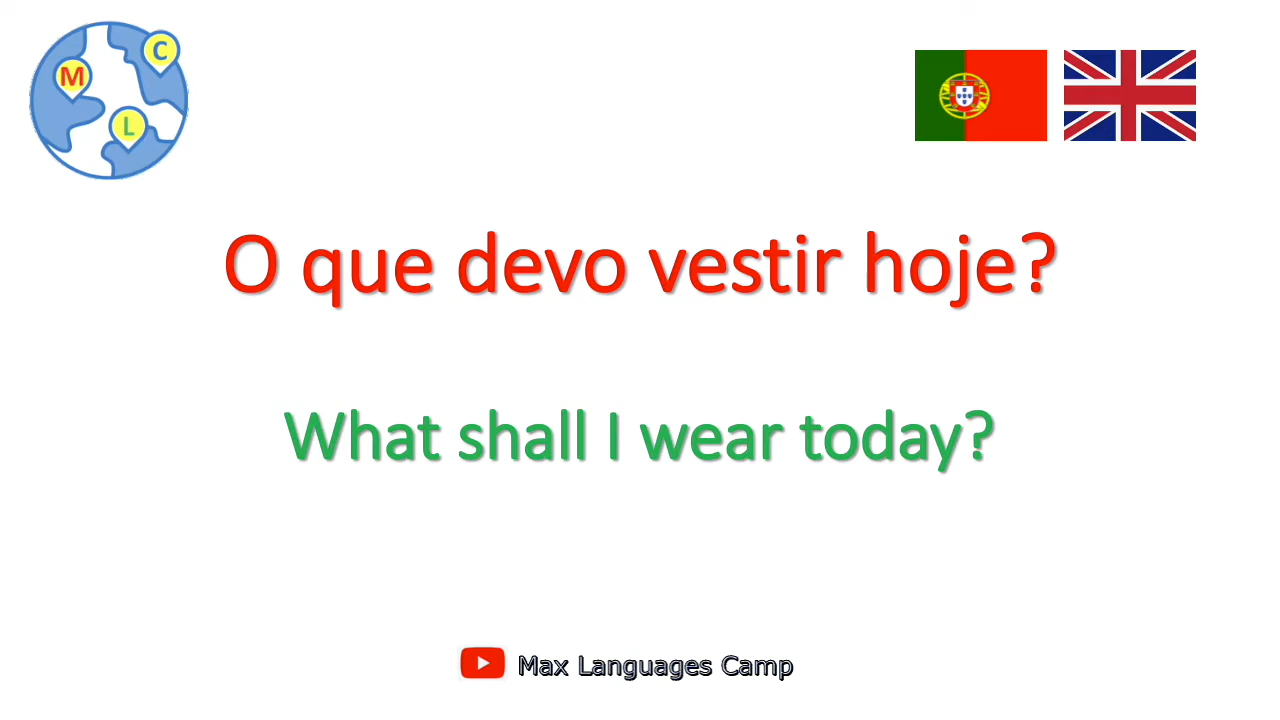 C
M
L
O que devo vestir hoje?
What shall I wear today?
Max Languages Camp